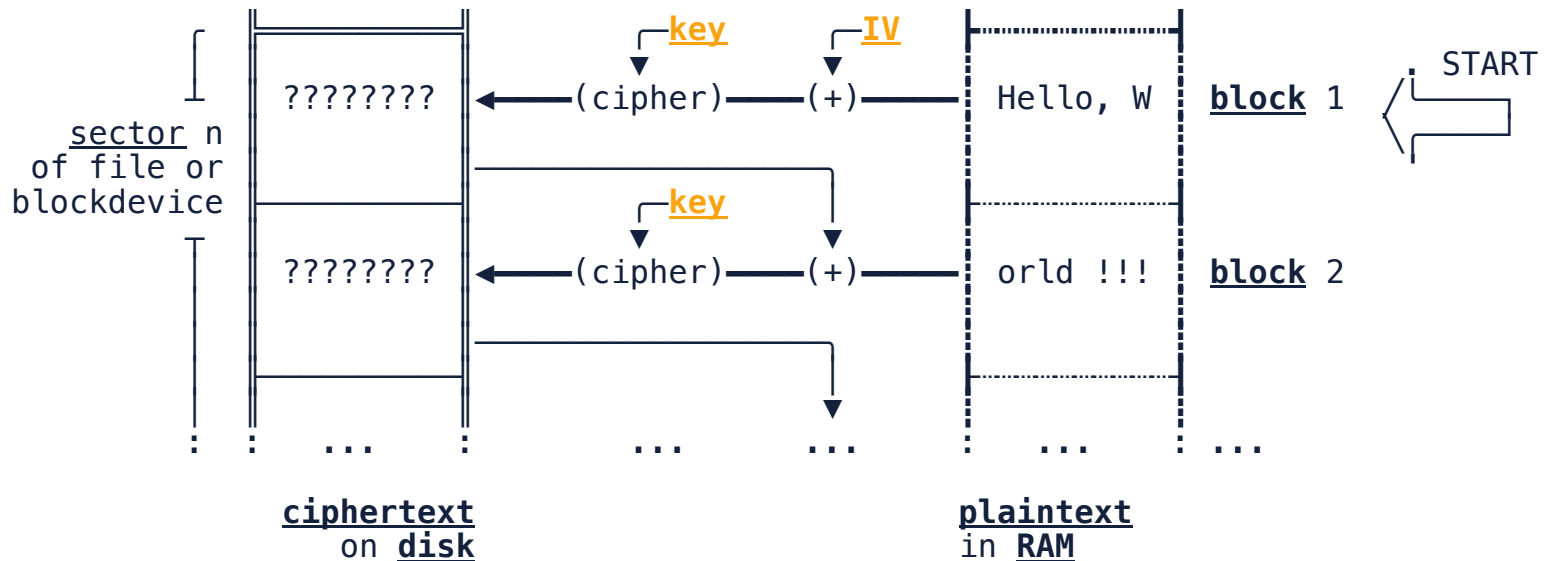 key IV
START
???????? (cipher) (+) Hello, W block 1
sector n
of file or
blockdevice
key
???????? (cipher) (+) orld !!! block 2
: : ... : ... ... : ... : ...
ciphertext plaintext
on disk in RAM